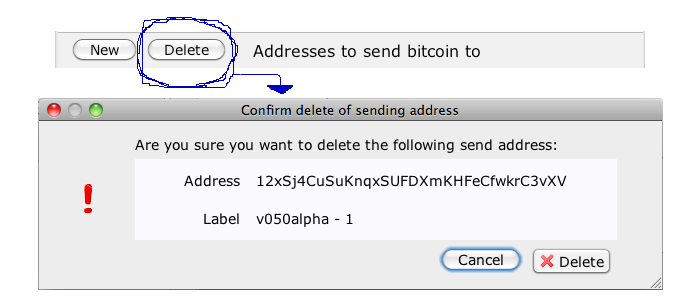 New Delete Addresses to send bitcoin to
Confirm delete of sending address
Are you sure you want to delete the following send address:
Address 12xSj4CuSuKnqxSUFDXmKHFeCfwkrC3vXV
Label v050alpha - 1
Cancel Delete